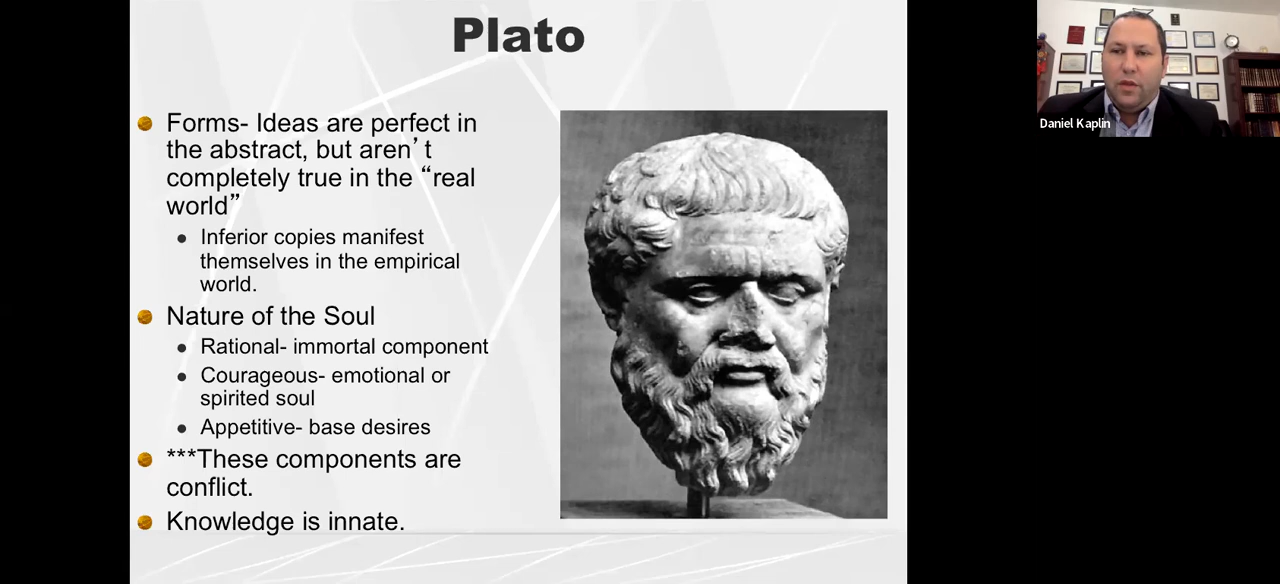 Plato
Forms- Ideas are perfect in
the abstract, but aren’t
completely true in the “real
world”
Inferior copies manifest
themselves in the empirical
world.
Nature of the Soul
Rational- immortal component
Courageous- emotional or
spirited soul
Appetitive- base desires
***These components are
conflict.
Knowledge is innate.
Daniel Kaplin